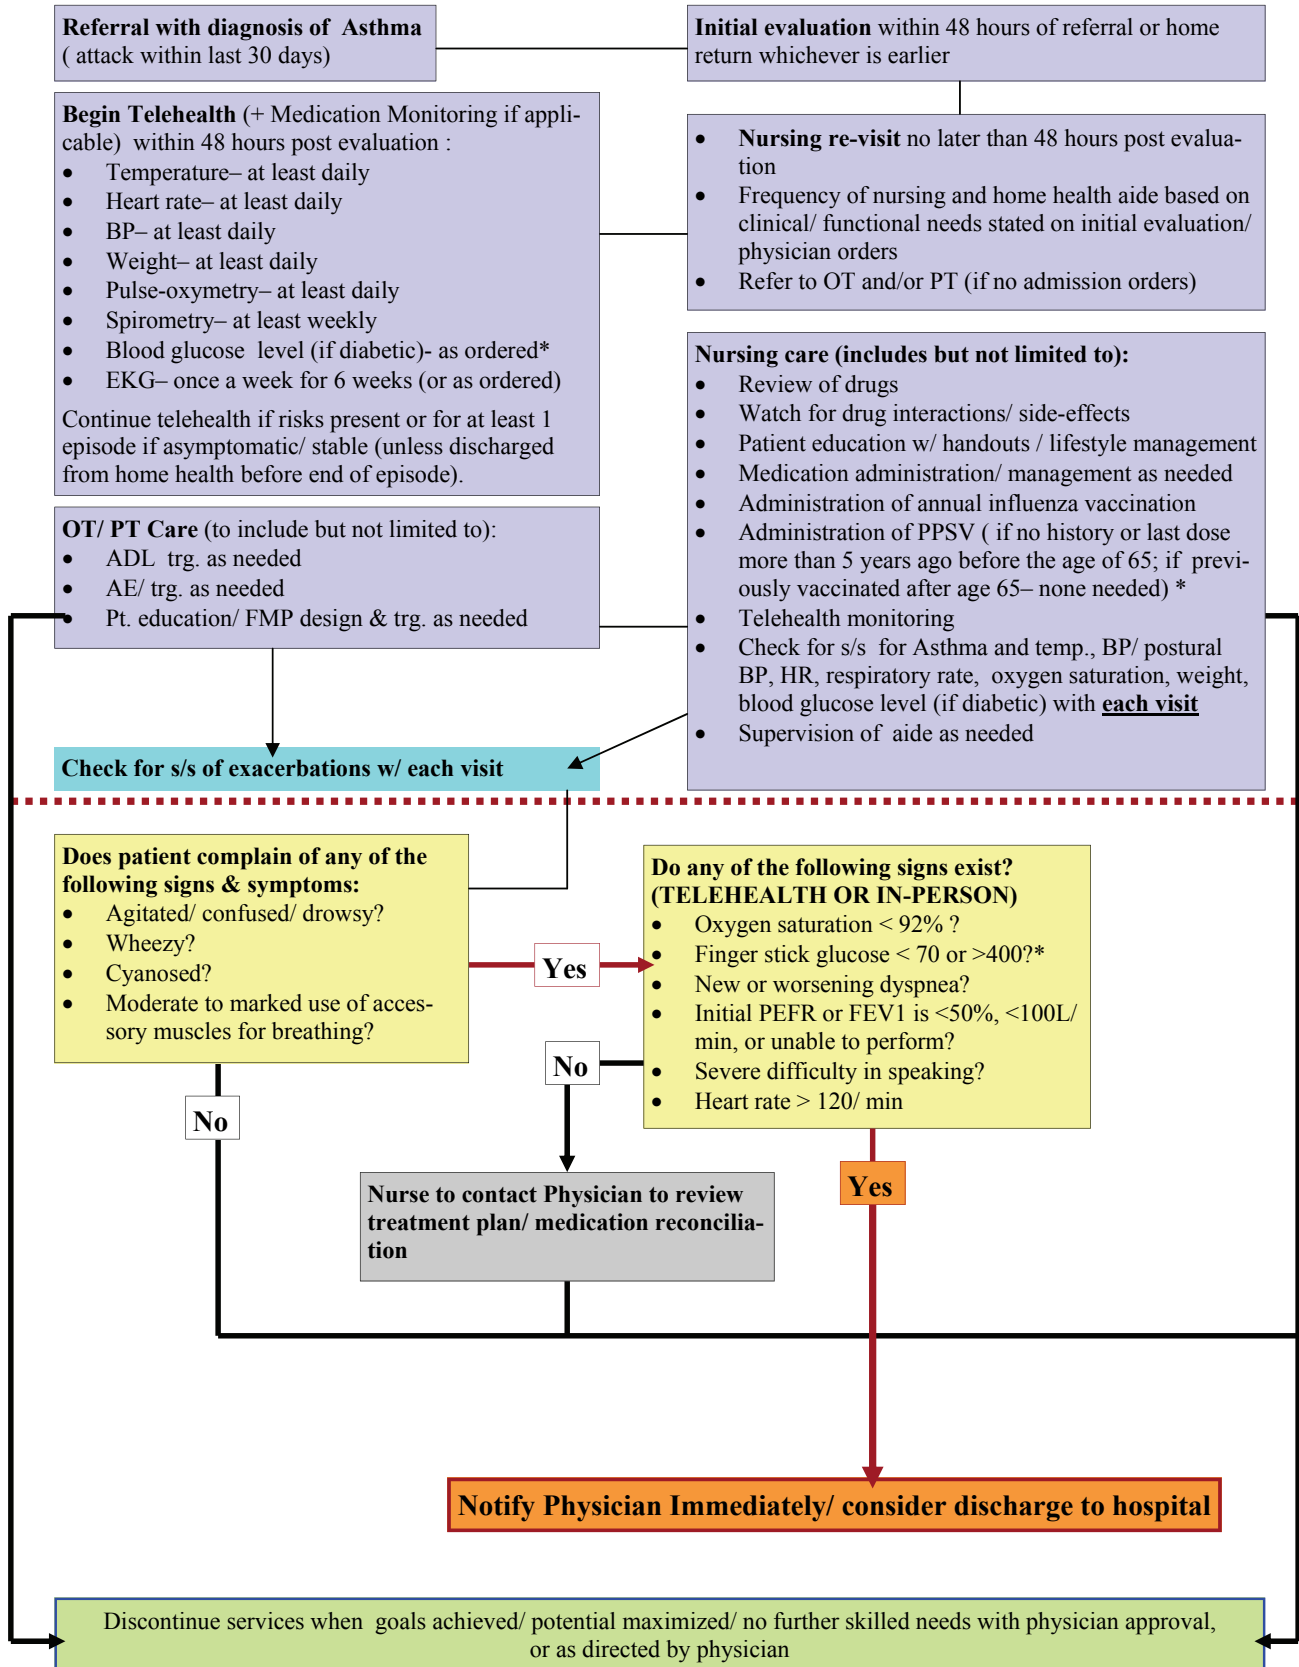 Referral with diagnosis of Asthma
( attack within last 30 days)
Initial evaluation within 48 hours of referral or home
return whichever is earlier
Begin Telehealth (+ Medication Monitoring if appli-
cable) within 48 hours post evaluation :
• Temperature– at least daily
• Heart rate– at least daily
• BP– at least daily
• Weight– at least daily
• Pulse-oxymetry– at least daily
• Spirometry– at least weekly
• Blood glucose level (if diabetic)- as ordered*
• EKG– once a week for 6 weeks (or as ordered)
Continue telehealth if risks present or for at least 1
episode if asymptomatic/ stable (unless discharged
from home health before end of episode).
• Nursing re-visit no later than 48 hours post evalua-
tion
• Frequency of nursing and home health aide based on
clinical/ functional needs stated on initial evaluation/
physician orders
• Refer to OT and/or PT (if no admission orders)
Nursing care (includes but not limited to):
• Review of drugs
• Watch for drug interactions/ side-effects
• Patient education w/ handouts / lifestyle management
• Medication administration/ management as needed
• Administration of annual influenza vaccination
• Administration of PPSV ( if no history or last dose
more than 5 years ago before the age of 65; if previ-
ously vaccinated after age 65– none needed) *
• Telehealth monitoring
• Check for s/s for Asthma and temp., BP/ postural
BP, HR, respiratory rate, oxygen saturation, weight,
blood glucose level (if diabetic) with each visit
• Supervision of aide as needed
OT/ PT Care (to include but not limited to):
• ADL trg. as needed
• AE/ trg. as needed
• Pt. education/ FMP design & trg. as needed
Check for s/s of exacerbations w/ each visit
Does patient complain of any of the
following signs & symptoms:
• Agitated/ confused/ drowsy?
• Wheezy?
• Cyanosed?
• Moderate to marked use of acces-
sory muscles for breathing?
Yes
Do any of the following signs exist?
(TELEHEALTH OR IN-PERSON)
• Oxygen saturation < 92% ?
• Finger stick glucose < 70 or >400?*
• New or worsening dyspnea?
• Initial PEFR or FEV1 is <50%, <100L/
min, or unable to perform?
• Severe difficulty in speaking?
• Heart rate > 120/ min
No
No
Yes
Nurse to contact Physician to review
treatment plan/ medication reconcilia-
tion
Notify Physician Immediately/ consider discharge to hospital
Discontinue services when goals achieved/ potential maximized/ no further skilled needs with physician approval,
or as directed by physician